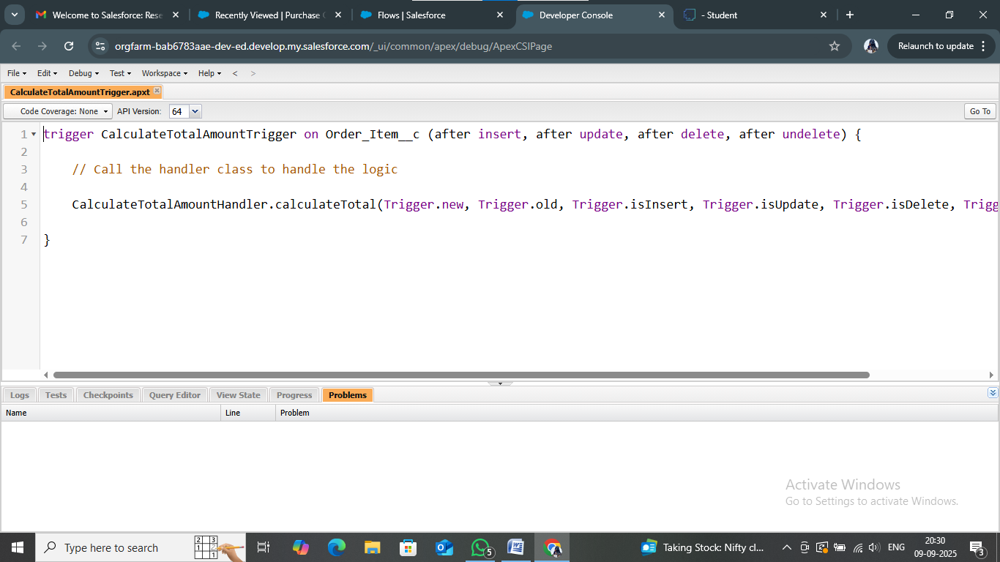 Welcome to Salesforce: Rese
Recently Viewed | Purchase
Flows | Salesforce
Developer Console
- Student
orgfarm-bab6783aae-dev-ed.develop.my.salesforce.com/_ui/common/apex/debug/ApexCSIPage
Relaunch to update
File Edit Debug Test Workspace Help < >
CalculateTotalAmountTrigger.apxt
Code Coverage: None API Version: 64 Go To
1 trigger CalculateTotalAmountTrigger on Order_Item__c (after insert, after update, after delete, after undelete) {
2
3 // Call the handler class to handle the logic
4
5 CalculateTotalAmountHandler.calculateTotal(Trigger.new, Trigger.old, Trigger.isInsert, Trigger.isUpdate, Trigger.isDelete, Trigg
6
7 }
Logs Tests Checkpoints Query Editor View State Progress Problems
Name Line Problem
Activate Windows
Go to Settings to activate Windows.
Type here to search
Taking Stock: Nifty cl...
ENG
20:30
09-09-2025
5
3